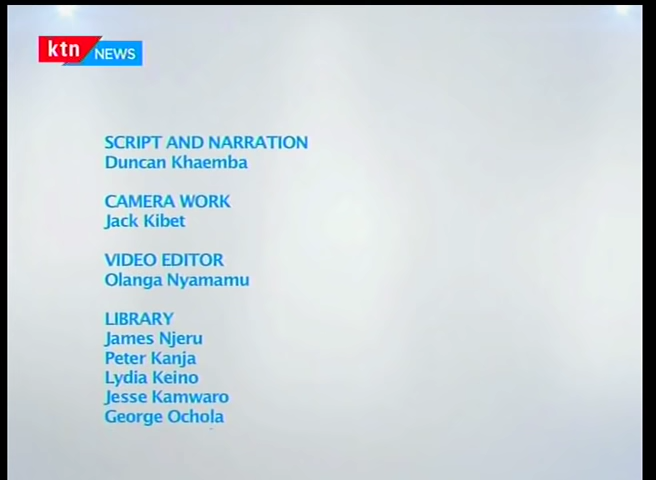 ktn NEWS
SCRIPT AND NARRATION
Duncan Khaemba
CAMERA WORK
Jack Kibet
VIDEO EDITOR
Olanga Nyamamu
LIBRARY
James Njeru
Peter Kanja
Lydia Keino
Jesse Kamwaro
George Ochola